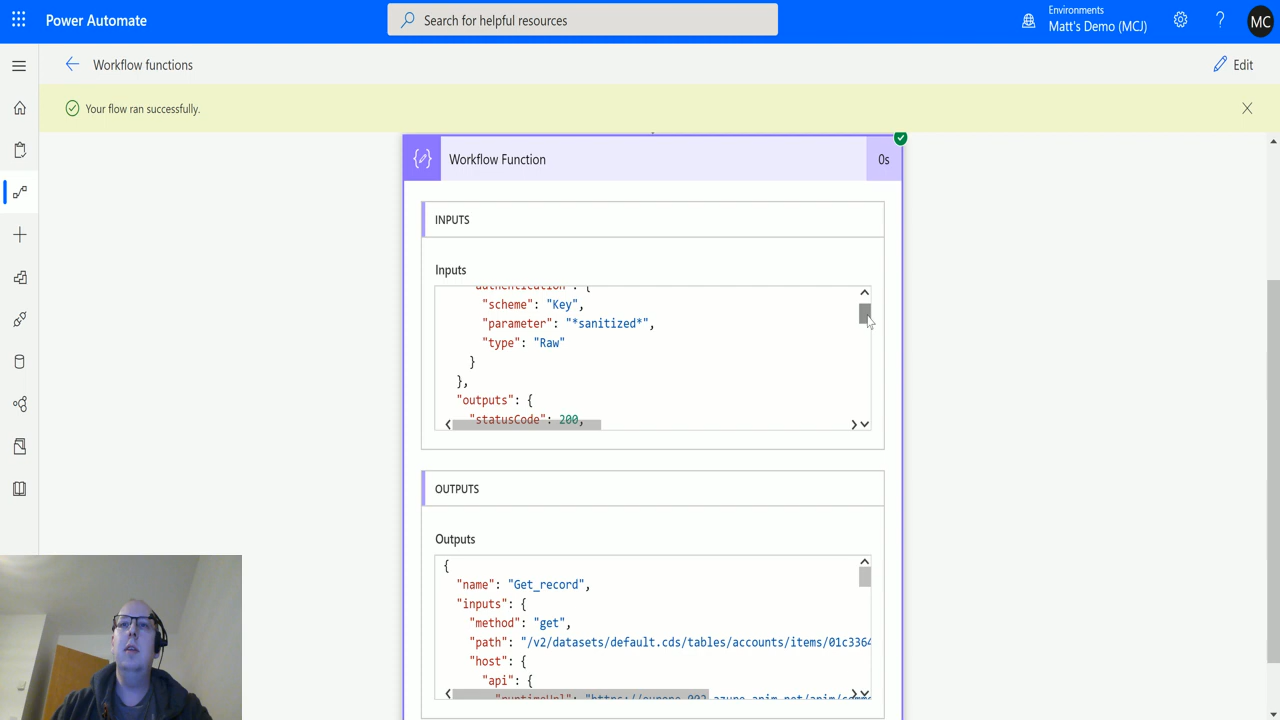 Power Automate
Search for helpful resources
Environments
Matt's Demo (MCJ)
?
MC
Workflow functions
Edit
Your flow ran successfully.
Workflow Function
0s
INPUTS
Inputs
"authentication": {
"scheme": "Key",
"parameter": "*sanitized*",
"type": "Raw"
}
},
"outputs": {
"statusCode": 200,
OUTPUTS
Outputs
{
"name": "Get_record",
"inputs": {
"method": "get",
"path": "/v2/datasets/default.cds/tables/accounts/items/01c3364
"host": {
"api": {